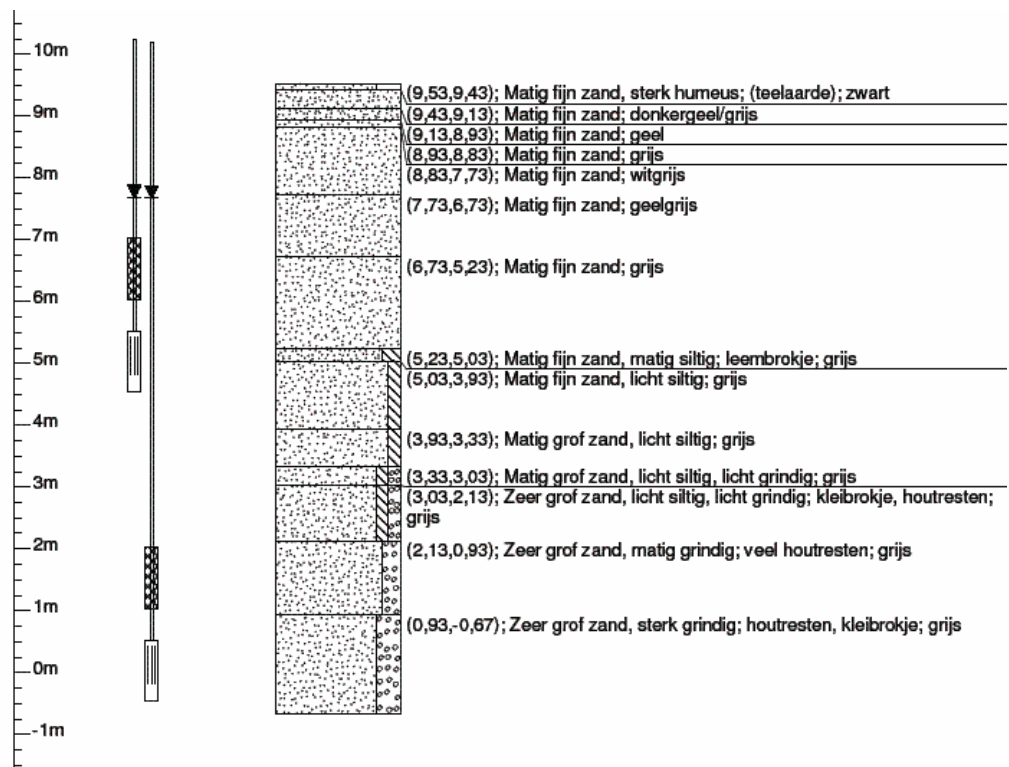 10m
9m
8m
7m
6m
5m
4m
3m
2m
1m
0m
-1m
(9,53,9,43); Matig fijn zand, sterk humeus; (teelaarde); zwart
(9,43,9,13); Matig fijn zand; donkergeel/grijs
(9,13,8,93); Matig fijn zand; geel
(8,93,8,83); Matig fijn zand; grijs
(8,83,7,73); Matig fijn zand; witgrijs
(7,73,6,73); Matig fijn zand; geelgrijs
(6,73,5,23); Matig fijn zand; grijs
(5,23,5,03); Matig fijn zand, matig siltig; leembrokje; grijs
(5,03,3,93); Matig fijn zand, licht siltig; grijs
(3,93,3,33); Matig grof zand, licht siltig; grijs
(3,33,3,03); Matig grof zand, licht siltig, licht grindig; grijs
(3,03,2,13); Zeer grof zand, licht siltig, licht grindig; kleibrokje, houtresten;
grijs
(2,13,0,93); Zeer grof zand, matig grindig; veel houtresten; grijs
(0,93,-0,67); Zeer grof zand, sterk grindig; houtresten, kleibrokje; grijs